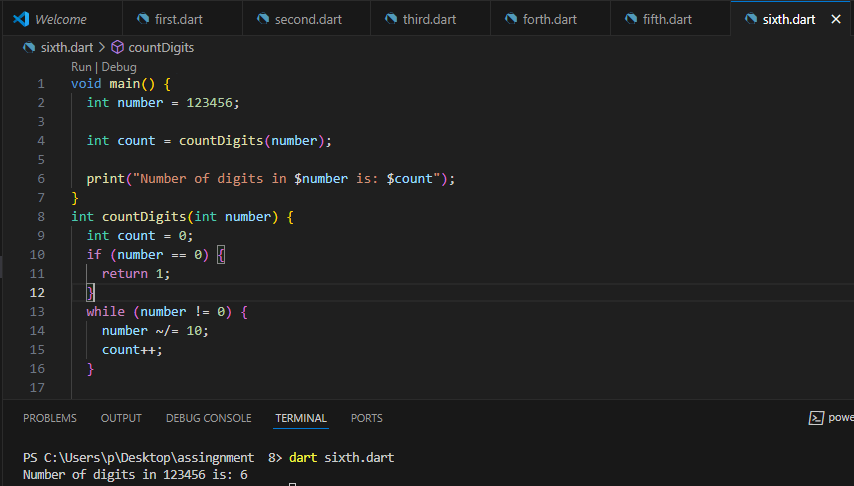 Welcome first.dart second.dart third.dart forth.dart fifth.dart sixth.dart
sixth.dart > countDigits
Run | Debug
1 void main() {
2 int number = 123456;
3
4 int count = countDigits(number);
5
6 print("Number of digits in $number is: $count");
7 }
8 int countDigits(int number) {
9 int count = 0;
10 if (number == 0) {
11 return 1;
12 }
13 while (number != 0) {
14 number ~/= 10;
15 count++;
16 }
17
PROBLEMS OUTPUT DEBUG CONSOLE TERMINAL PORTS powe
PS C:\Users\p\Desktop\assingnment  8> dart sixth.dart
Number of digits in 123456 is: 6